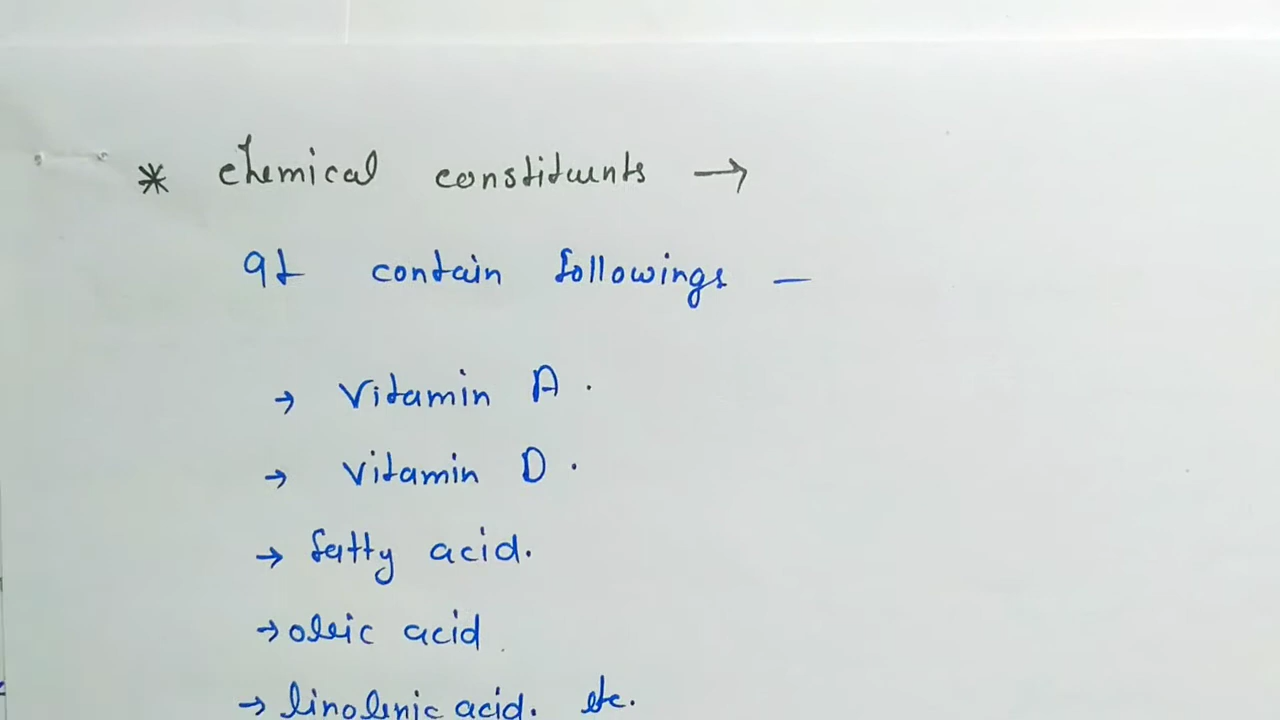 * chemical constituents →
It contain followings —
→ Vitamin A .
→ Vitamin D .
→ fatty acid.
→ oleic acid
→ linolenic acid. etc.